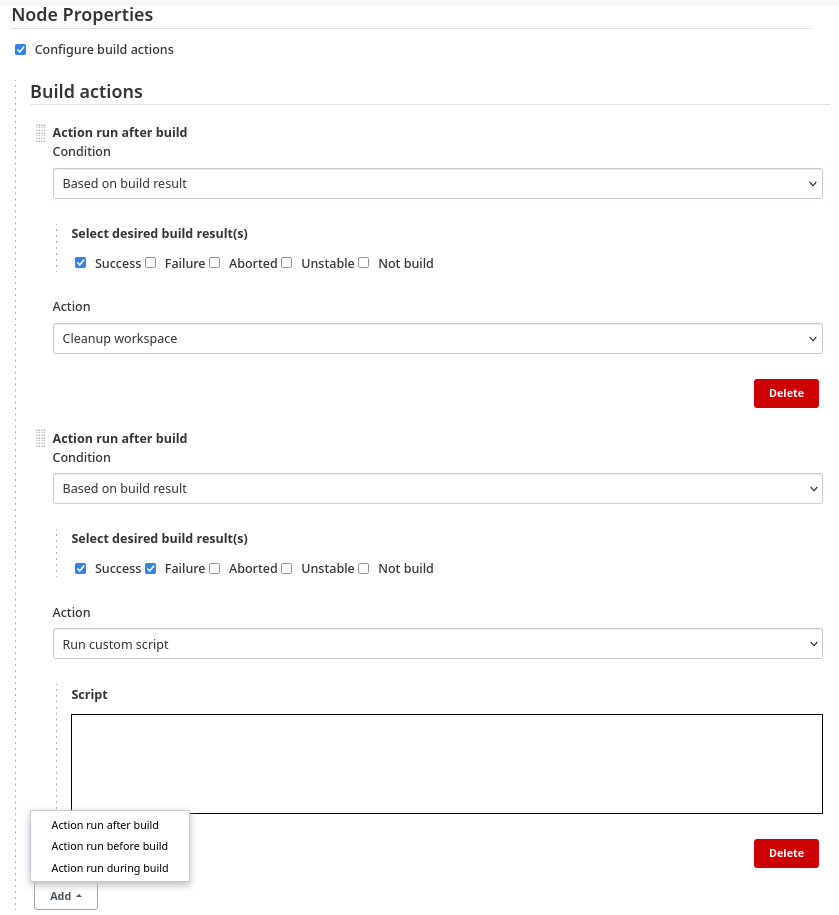 Node Properties
Configure build actions
Build actions
Action run after build
Condition
Based on build result
Select desired build result(s)
Success Failure Aborted Unstable Not build
Action
Cleanup workspace
Delete
Action run after build
Condition
Based on build result
Select desired build result(s)
Success Failure Aborted Unstable Not build
Action
Run custom script
Script
Action run after build
Action run before build
Action run during build
Delete
Add